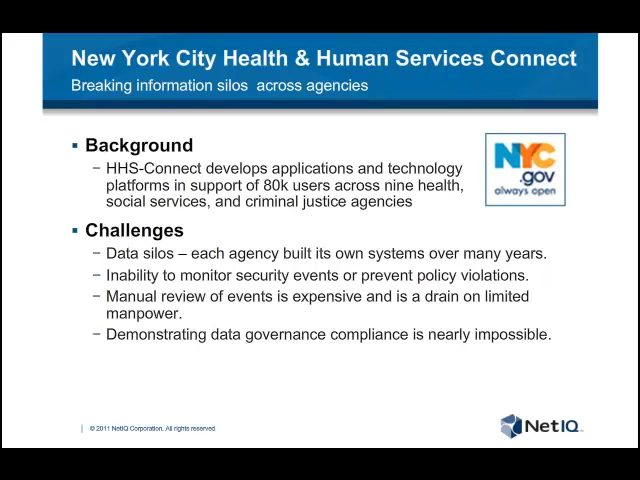 New York City Health & Human Services Connect
Breaking information silos across agencies
▪ Background
– HHS-Connect develops applications and technology
platforms in support of 80k users across nine health,
social services, and criminal justice agencies
NYC
.gov
always open
▪ Challenges
– Data silos – each agency built its own systems over many years.
– Inability to monitor security events or prevent policy violations.
– Manual review of events is expensive and is a drain on limited
manpower.
– Demonstrating data governance compliance is nearly impossible.
© 2011 NetIQ Corporation. All rights reserved
NetIQ